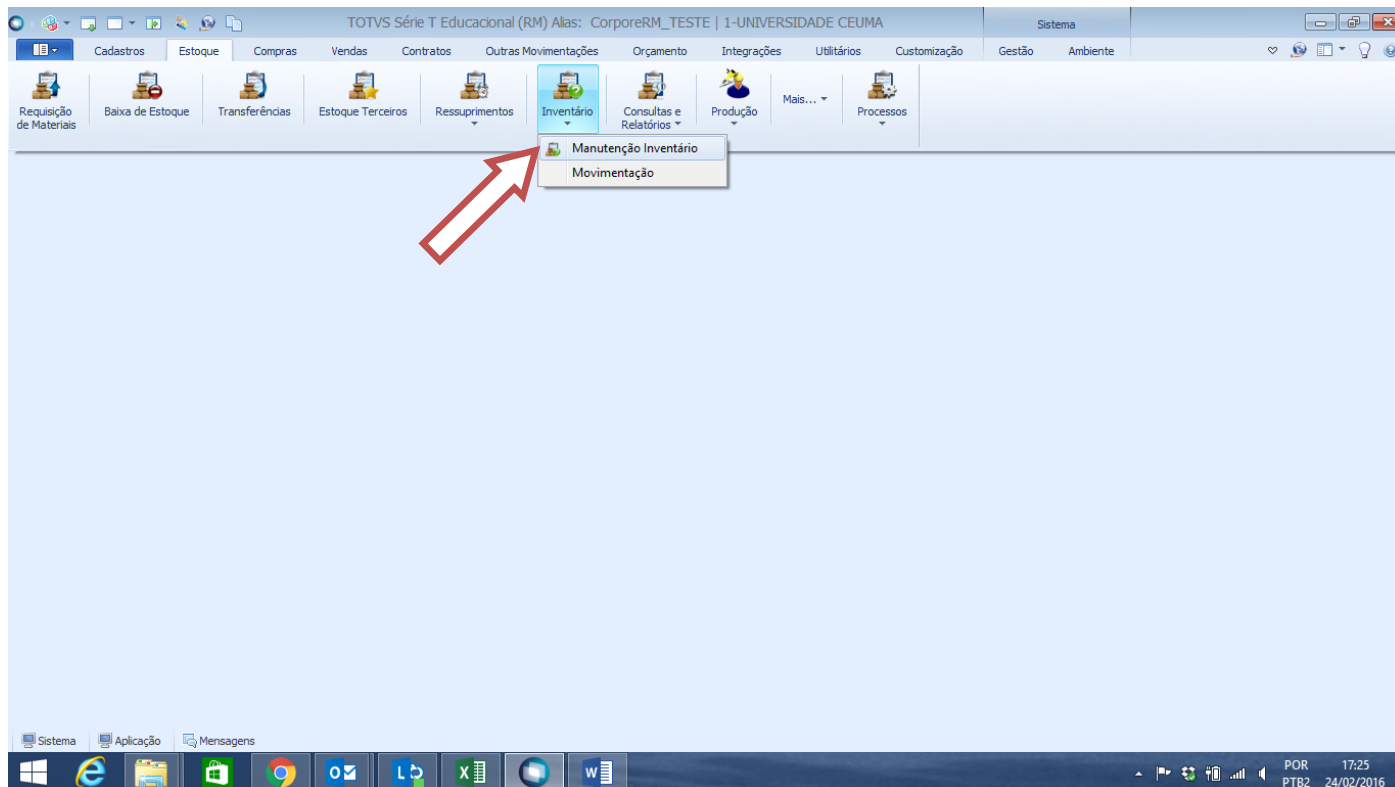 TOTVS Série T Educacional (RM) Alias: CorporeRM_TESTE | 1-UNIVERSIDADE CEUMA
Sistema
Cadastros Estoque Compras Vendas Contratos Outras Movimentações Orçamento Integrações Utilitários Customização Gestão Ambiente
Requisição de Materiais
Baixa de Estoque
Transferências
Estoque Terceiros
Ressuprimentos
Inventário
Consultas e Relatórios
Produção
Mais...
Processos
Manutenção Inventário
Movimentação
Sistema Aplicação Mensagens
POR 17:25
PTB2 24/02/2016